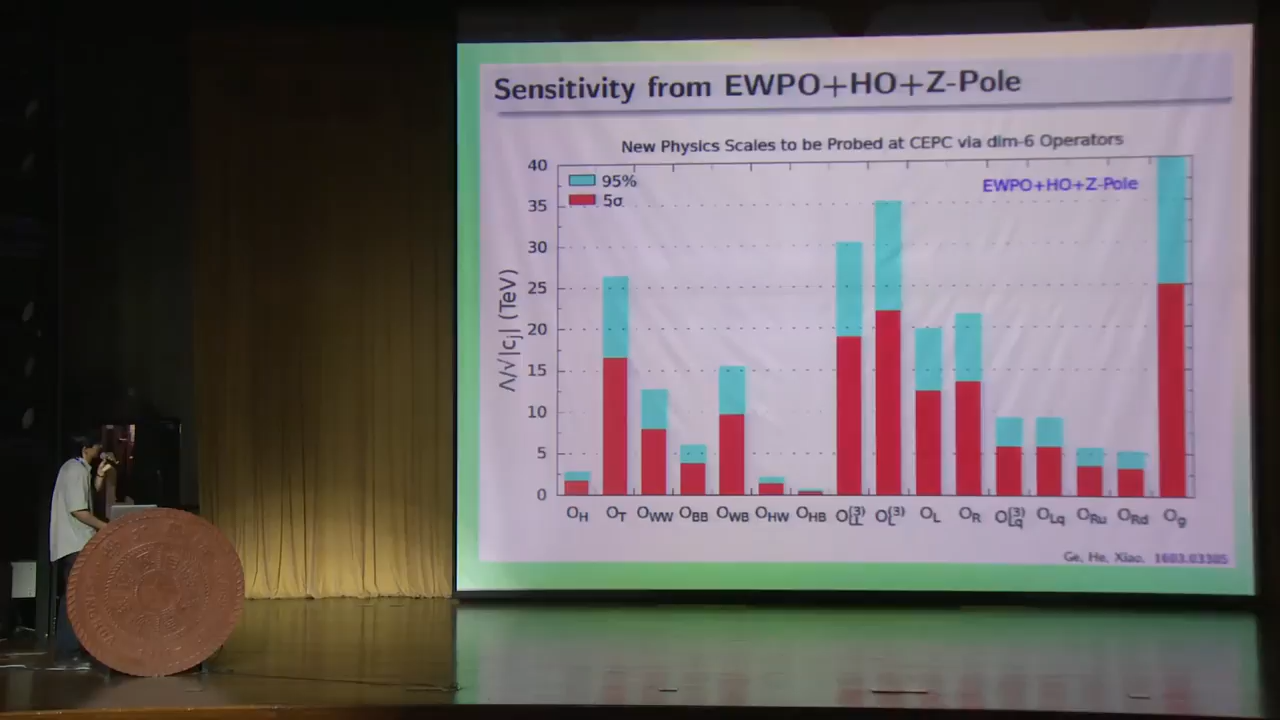 Sensitivity from EWPO+HO+Z-Pole
New Physics Scales to be Probed at CEPC via dim-6 Operators
95%
5σ
EWPO+HO+Z-Pole
Λ/√|cj| (TeV)
40
35
30
25
20
15
10
5
0
OH OT OWW OBB OWB OHW OHB O(3)LL O(3)L OL OR O(3)Lq OLq ORu ORd Og
Ge, He, Xiao, 1603.03385